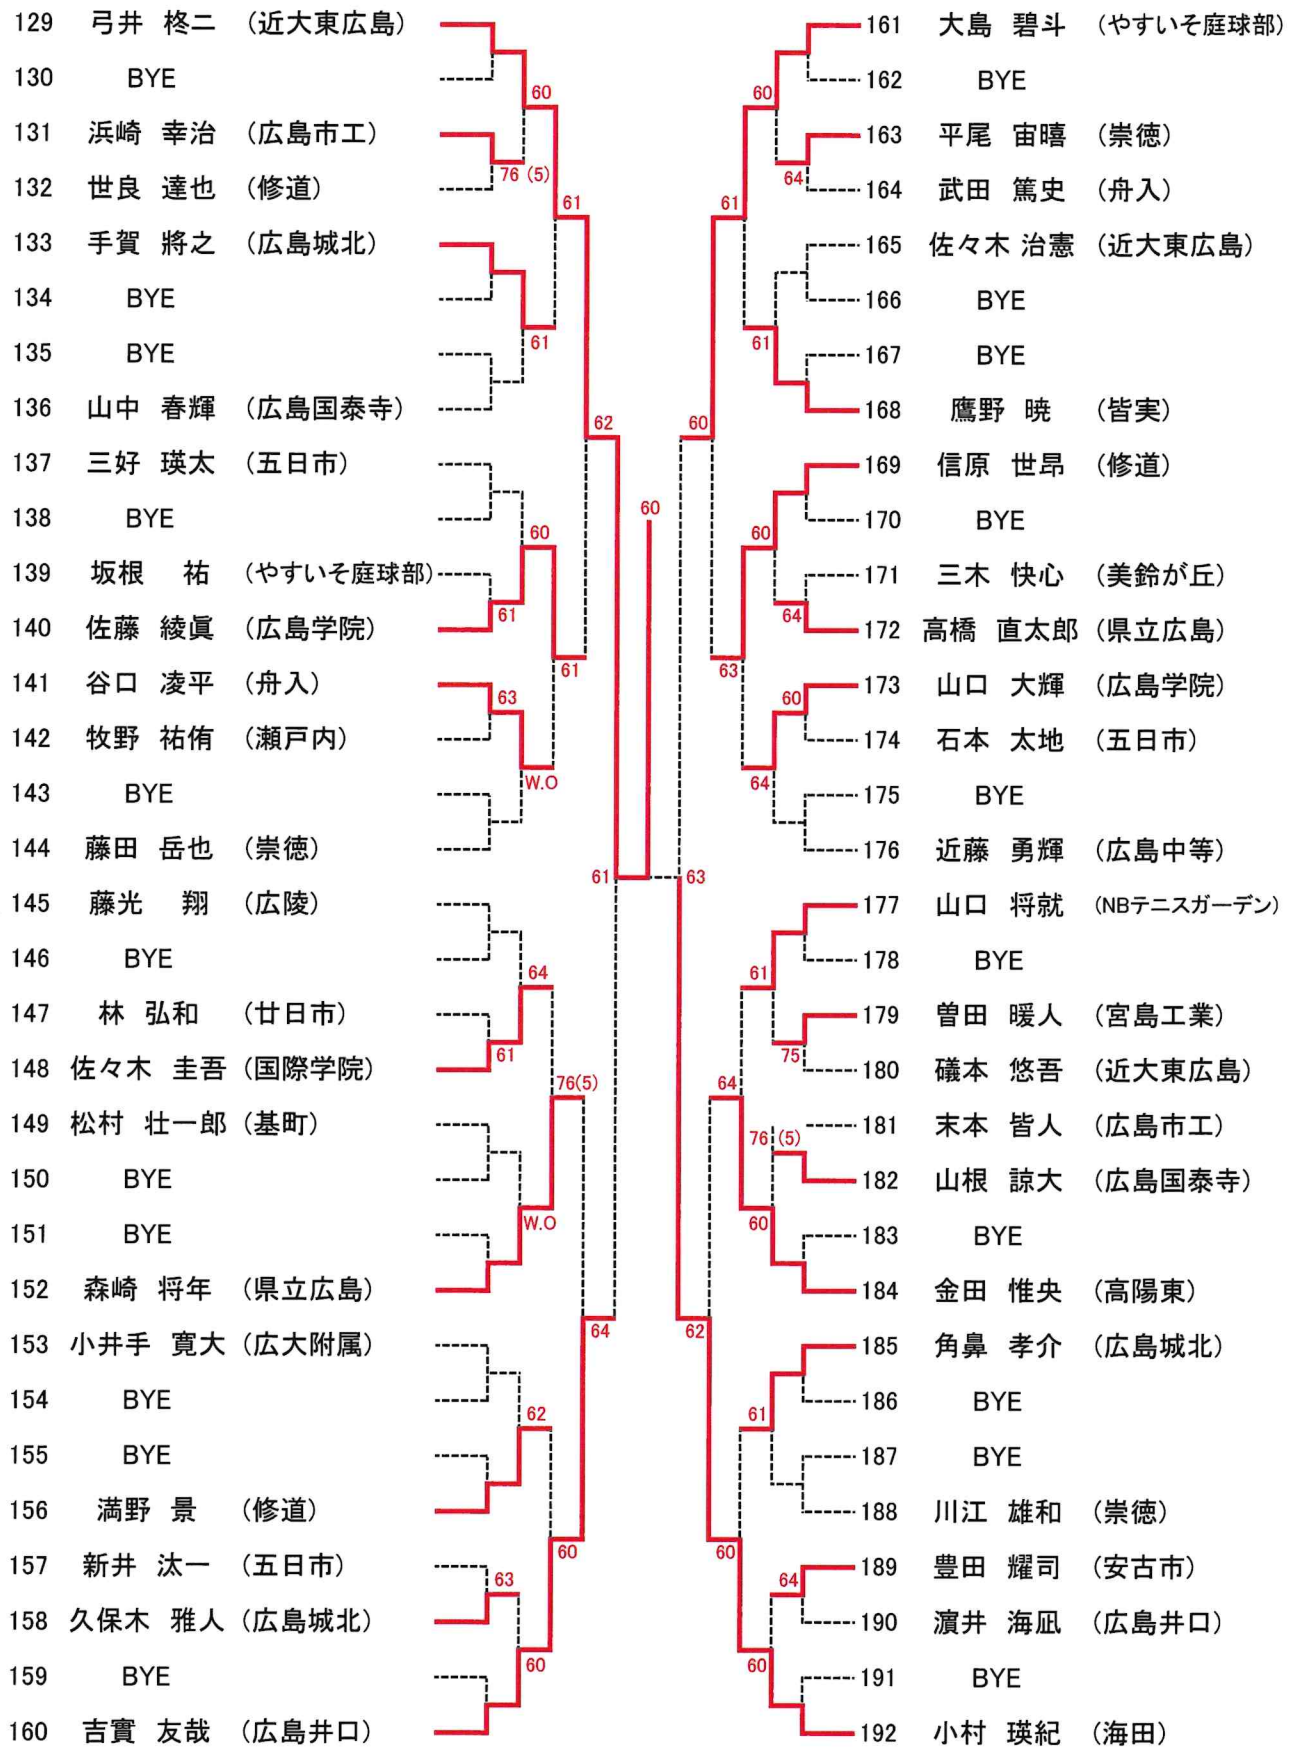 129 弓井 柊二 (近大東広島)
130 BYE
60
131 浜崎 幸治 (広島市工)
76 (5)
132 世良 達也 (修道)
61
133 手賀 將之 (広島城北)
134 BYE
61
135 BYE
136 山中 春輝 (広島国泰寺)
62
137 三好 瑛太 (五日市)
138 BYE
60
139 坂根 祐 (やすいそ庭球部)
61
140 佐藤 綾眞 (広島学院)
61
141 谷口 凌平 (舟入)
63
142 牧野 祐侑 (瀬戸内)
W.O
143 BYE
144 藤田 岳也 (崇徳)
61
145 藤光 翔 (広陵)
146 BYE
64
147 林 弘和 (廿日市)
61
148 佐々木 圭吾 (国際学院)
76(5)
149 松村 壮一郎 (基町)
150 BYE
W.O
151 BYE
152 森崎 将年 (県立広島)
64
153 小井手 寛大 (広大附属)
154 BYE
62
155 BYE
156 満野 景 (修道)
60
157 新井 汰一 (五日市)
63
158 久保木 雅人 (広島城北)
60
159 BYE
160 吉實 友哉 (広島井口)
60
161 大島 碧斗 (やすいそ庭球部)
162 BYE
60
163 平尾 宙暿 (崇徳)
64
164 武田 篤史 (舟入)
61
165 佐々木 治憲 (近大東広島)
166 BYE
61
167 BYE
168 鷹野 暁 (皆実)
60
169 信原 世昂 (修道)
170 BYE
60
171 三木 快心 (美鈴が丘)
64
172 高橋 直太郎 (県立広島)
63
173 山口 大輝 (広島学院)
60
174 石本 太地 (五日市)
64
175 BYE
176 近藤 勇輝 (広島中等)
63
177 山口 将就 (NBテニスガーデン)
178 BYE
61
179 曽田 暖人 (宮島工業)
75
180 礒本 悠吾 (近大東広島)
64
181 末本 皆人 (広島市工)
76 (5)
182 山根 諒大 (広島国泰寺)
60
183 BYE
184 金田 惟央 (高陽東)
62
185 角鼻 孝介 (広島城北)
186 BYE
61
187 BYE
188 川江 雄和 (崇徳)
60
189 豊田 耀司 (安古市)
64
190 濵井 海凪 (広島井口)
60
191 BYE
192 小村 瑛紀 (海田)